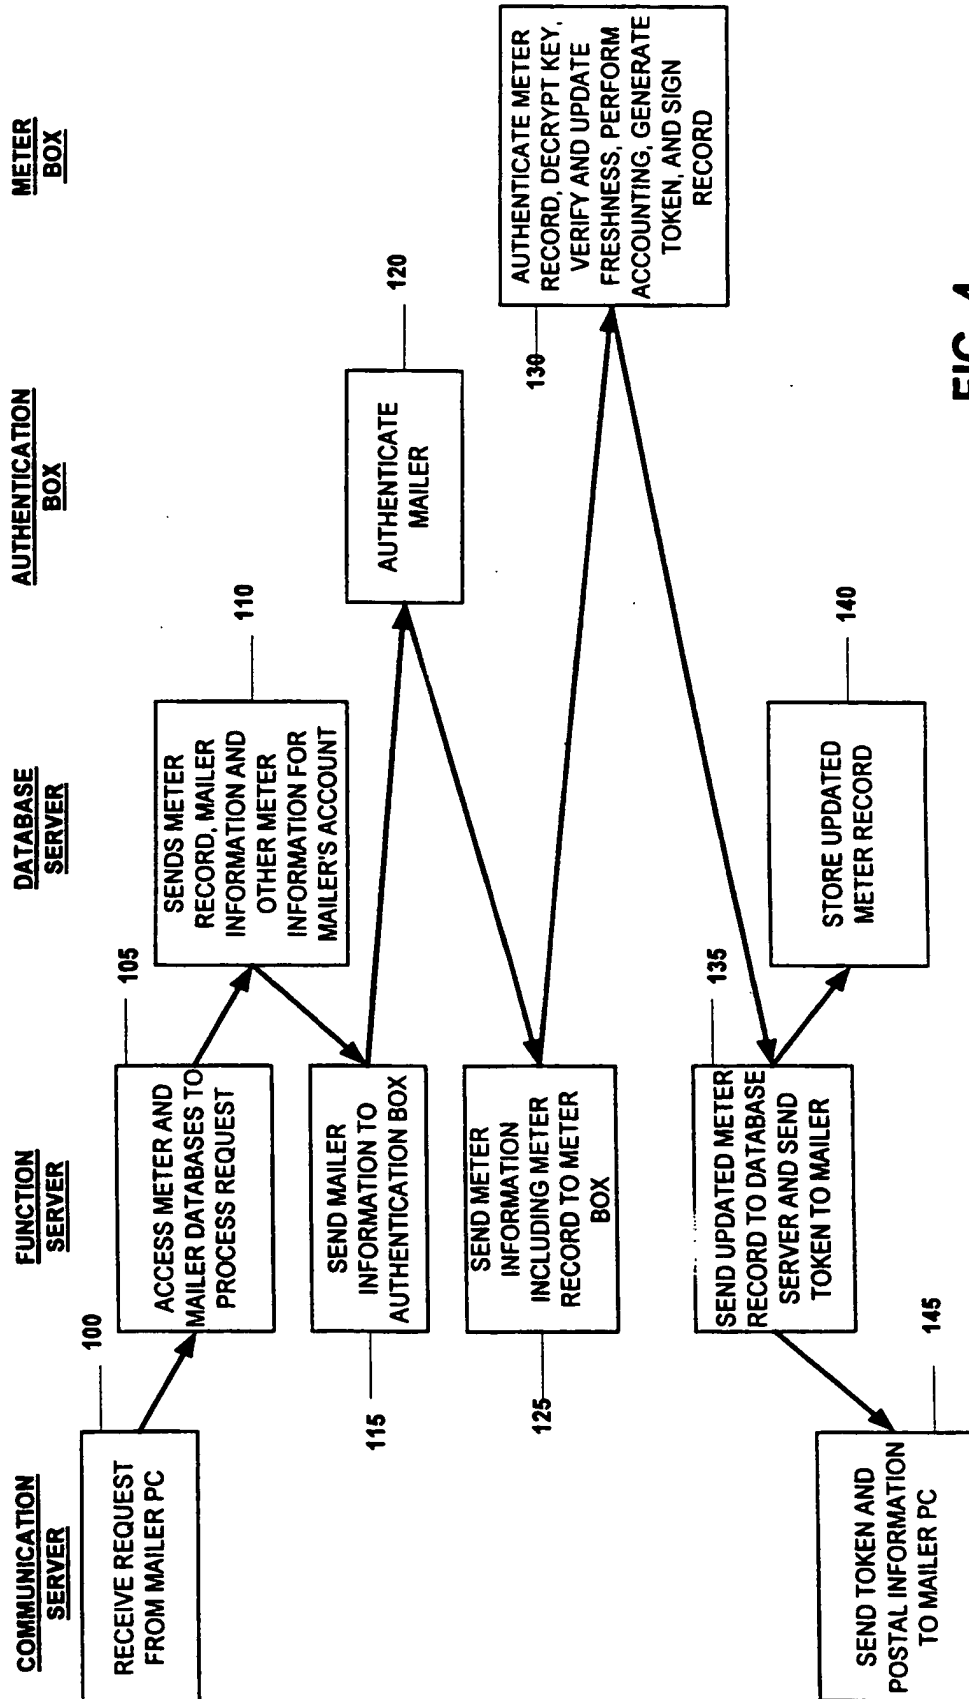 COMMUNICATION
SERVER
FUNCTION
SERVER
DATABASE
SERVER
AUTHENTICATION
BOX
METER
BOX
RECEIVE REQUEST
FROM MAILER PC
100
ACCESS METER AND
MAILER DATABASES TO
PROCESS REQUEST
105
SENDS METER
RECORD, MAILER
INFORMATION AND
OTHER METER
INFORMATION FOR
MAILER'S ACCOUNT
110
SEND MAILER
INFORMATION TO
AUTHENTICATION BOX
115
AUTHENTICATE
MAILER
120
SEND METER
INFORMATION
INCLUDING METER
RECORD TO METER
BOX
125
AUTHENTICATE METER
RECORD, DECRYPT KEY,
VERIFY AND UPDATE
FRESHNESS, PERFORM
ACCOUNTING, GENERATE
TOKEN, AND SIGN
RECORD
130
SEND UPDATED METER
RECORD TO DATABASE
SERVER AND SEND
TOKEN TO MAILER
135
STORE UPDATED
METER RECORD
140
SEND TOKEN AND
POSTAL INFORMATION
TO MAILER PC
145